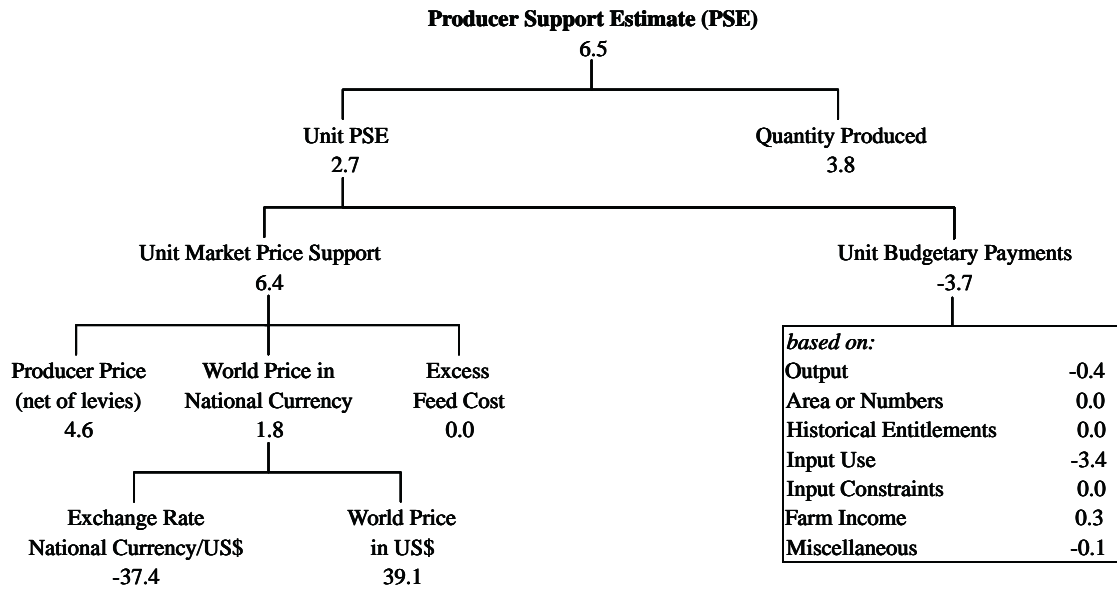 Producer Support Estimate (PSE)
6.5
Unit PSE
2.7
Quantity Produced
3.8
Unit Market Price Support
6.4
Unit Budgetary Payments
-3.7
Producer Price
(net of levies)
4.6
World Price in
National Currency
1.8
Excess
Feed Cost
0.0
based on:
Output -0.4
Area or Numbers 0.0
Historical Entitlements 0.0
Input Use -3.4
Input Constraints 0.0
Farm Income 0.3
Miscellaneous -0.1
Exchange Rate
National Currency/US$
-37.4
World Price
in US$
39.1